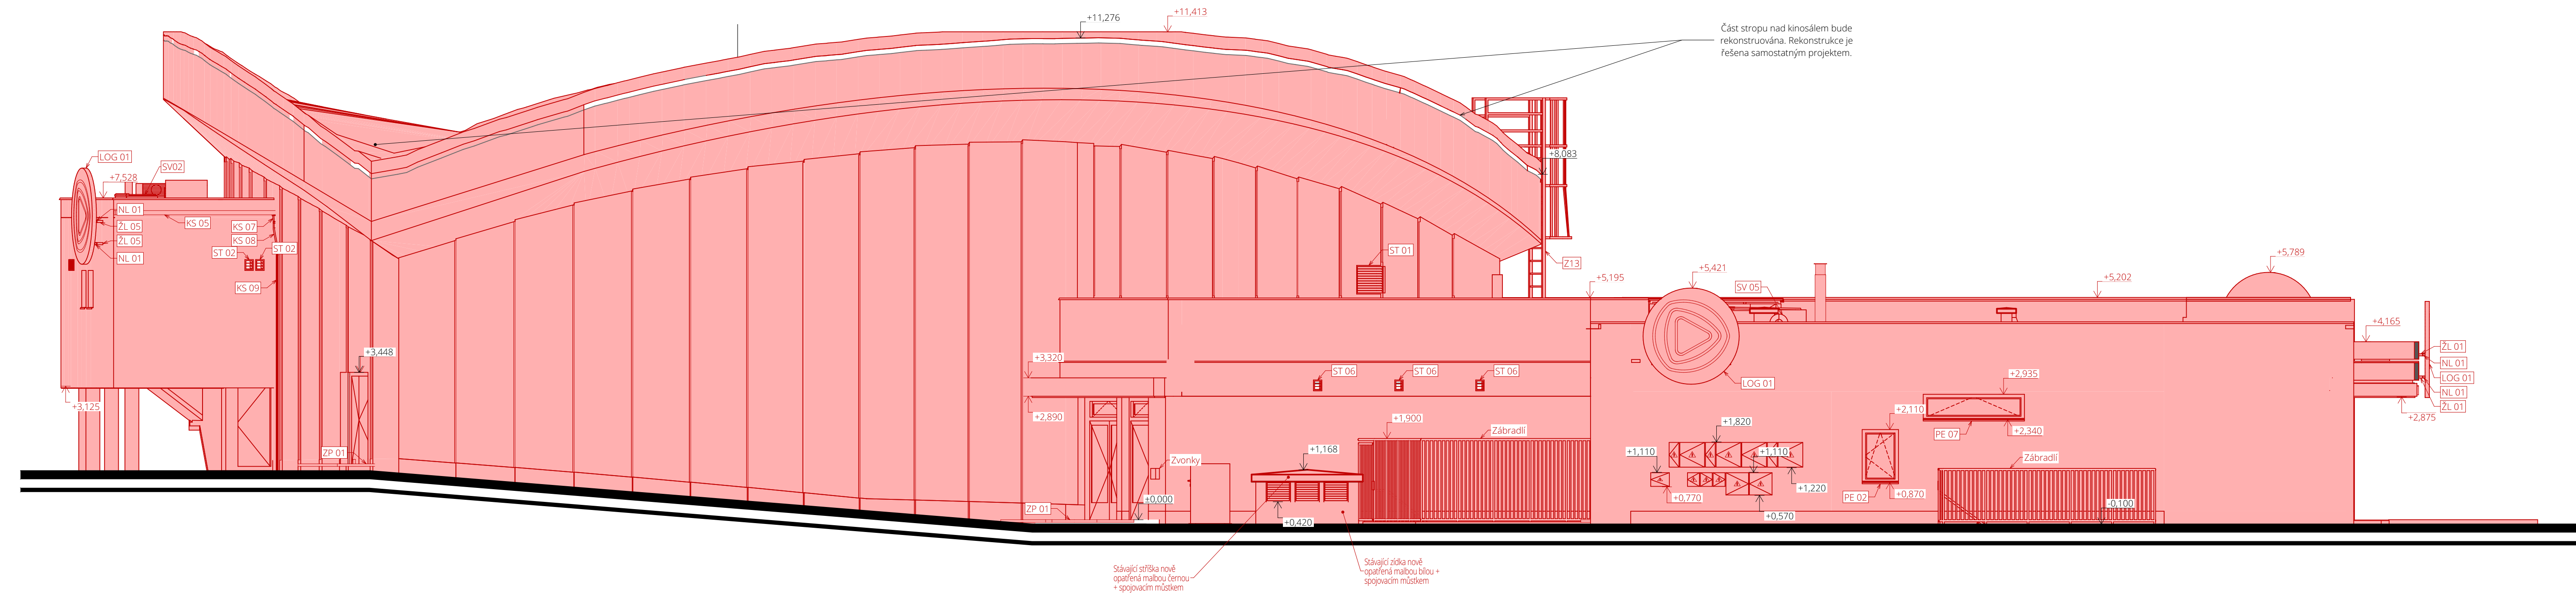 +11,276
+11,413
Část stropu nad kinosálem bude
rekonstruována. Rekonstrukce je
řešena samostatným projektem.
LOG 01
SV02
+7,528
NL 01
KS 05
ŽL 05
KS 07
ŽL 05
KS 08
ST 02
ST 02
NL 01
KS 09
+8,083
ST 01
Z13
+5,195
+5,421
SV 05
+5,202
+5,789
+3,448
+3,125
ZP 01
+3,320
+2,890
ST 06
ST 06
ST 06
LOG 01
+4,165
ŽL 01
NL 01
LOG 01
NL 01
ŽL 01
+2,875
+2,935
+2,110
PE 07
+2,340
+1,900
Zábradlí
+1,820
+1,110
+1,110
+1,168
Zvonky
Zábradlí
+0,770
+1,220
PE 02
+0,870
+0,000
ZP 01
+0,420
+0,570
-0,100
Stávající stříška nově
opatřená malbou černou
+ spojovacím můstkem
Stávající zídka nově
opatřená malbou bílou +
spojovacím můstkem